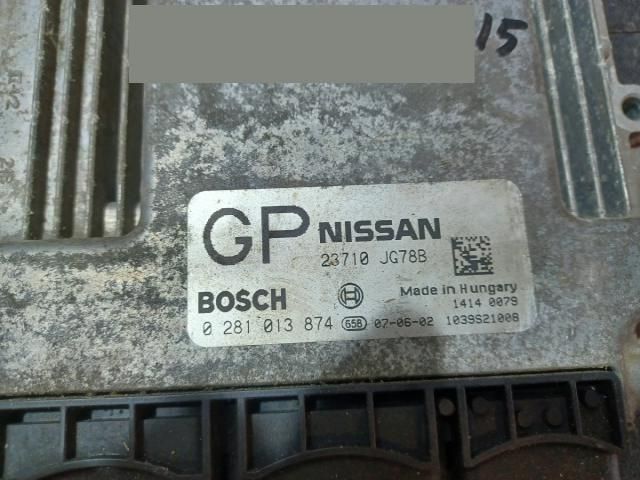 15
GP NISSAN
23710 JG78B
BOSCH
Made in Hungary
1414 0079
0 281 013 874 G5B 07-06-02 1039S21008